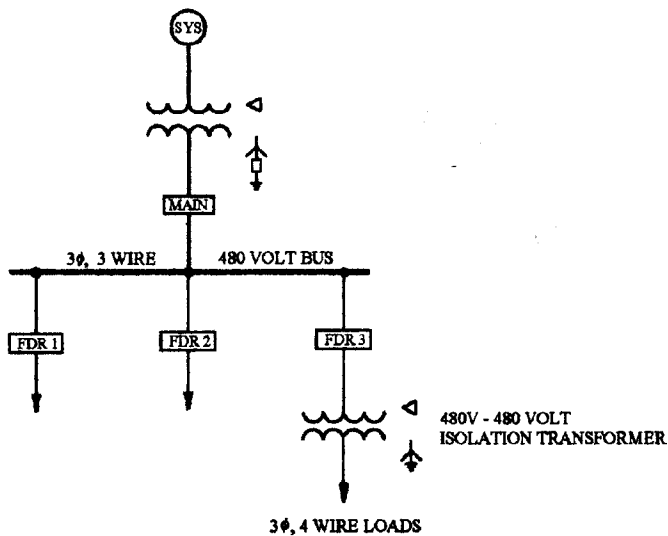 SYS
MAIN
3ϕ, 3 WIRE
480 VOLT BUS
FDR 1
FDR 2
FDR 3
480V - 480 VOLT
ISOLATION TRANSFORMER
3ϕ, 4 WIRE LOADS